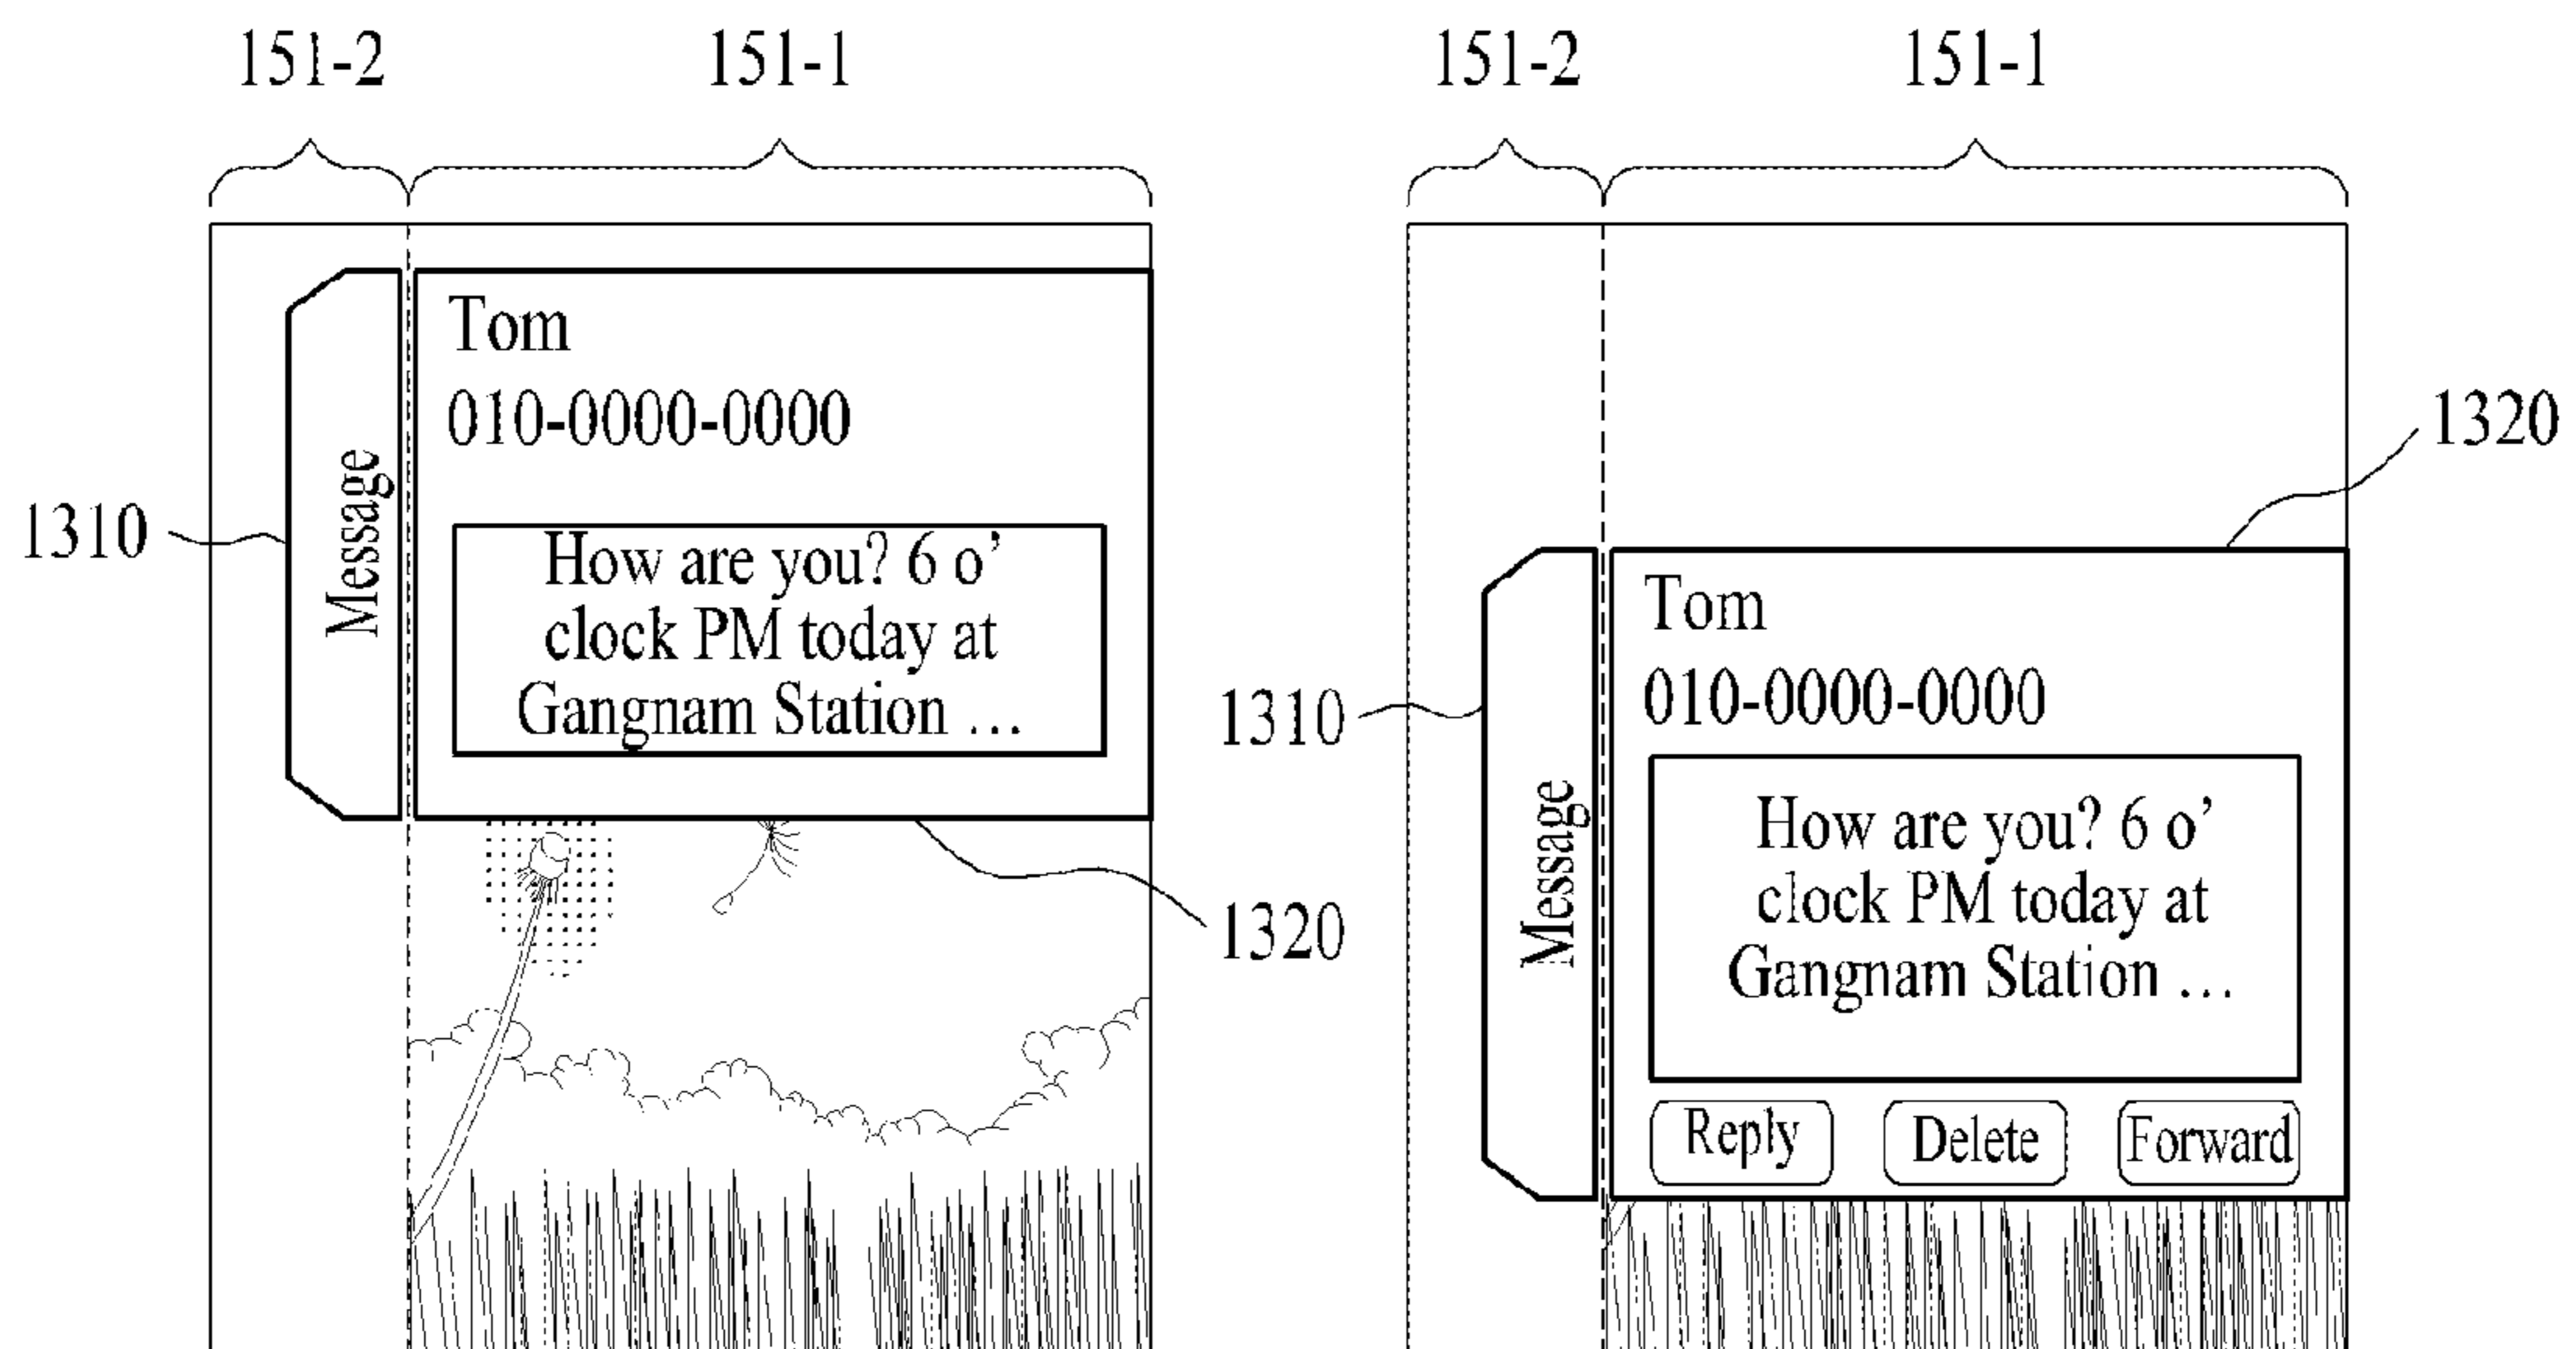 151-2
151-1
Tom
010-0000-0000
Message
How are you? 6 o’
clock PM today at
Gangnam Station ...
1310
1320
151-2
151-1
1320
Tom
010-0000-0000
1310
Message
How are you? 6 o’
clock PM today at
Gangnam Station ...
Reply
Delete
Forward